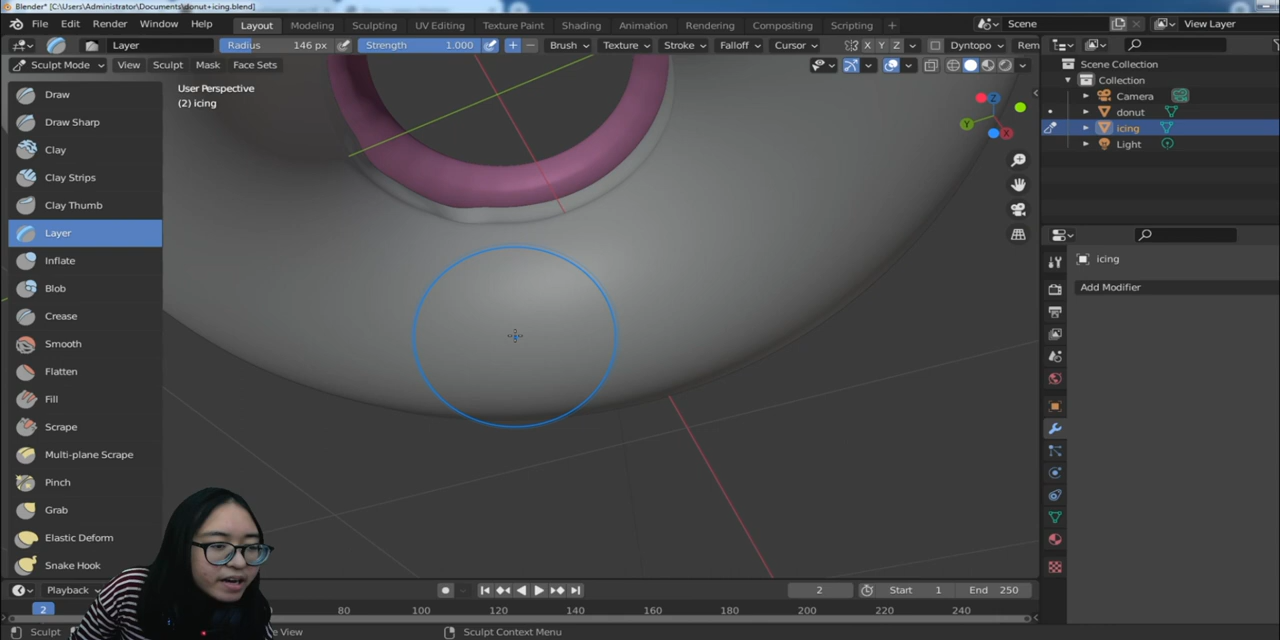 Blender* [C:\Users\Administrator\Documents\donut+icing.blend]
File Edit Render Window Help Layout Modeling Sculpting UV Editing Texture Paint Shading Animation Rendering Compositing Scripting + Scene View Layer
Layer Radius 146 px Strength 1.000 + − Brush Texture Stroke Falloff Cursor X Y Z Dyntopo Rem
Sculpt Mode View Sculpt Mask Face Sets
Scene Collection
Collection
Camera
donut
icing
Light
User Perspective
(2) icing
Z
Y
X
Draw
Draw Sharp
Clay
Clay Strips
Clay Thumb
Layer
Inflate
Blob
Crease
Smooth
Flatten
Fill
Scrape
Multi-plane Scrape
Pinch
Grab
Elastic Deform
Snake Hook
icing
Add Modifier
Playback 2 Start 1 End 250
2 80 100 120 140 160 180 200 220 240
Sculpt View Sculpt Context Menu